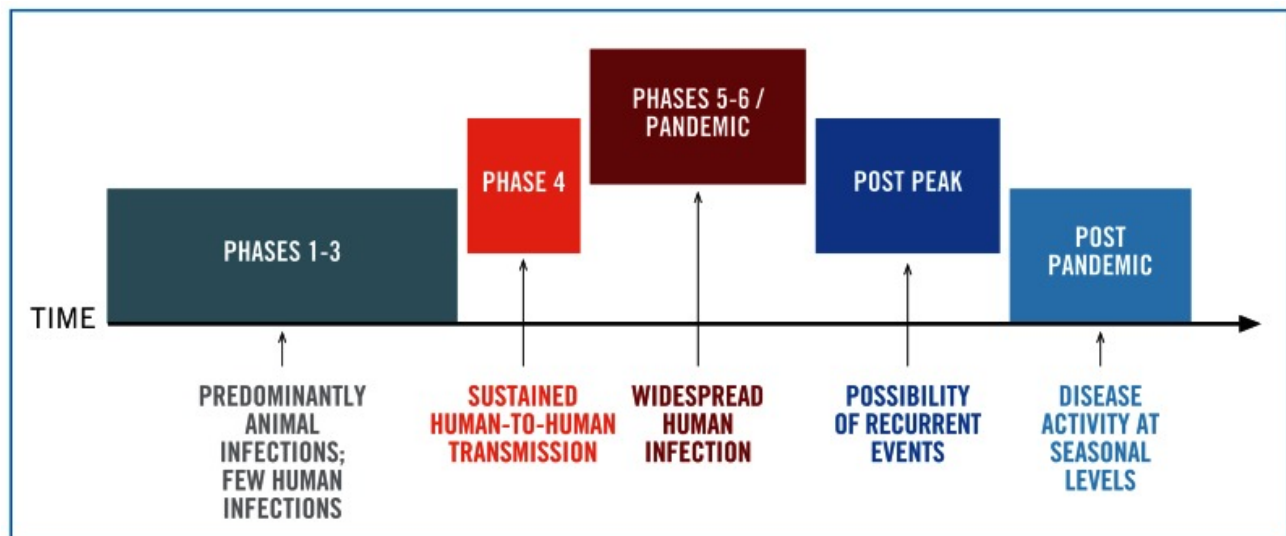 PHASES 5-6 /
PANDEMIC
PHASE 4
POST PEAK
PHASES 1-3
POST
PANDEMIC
TIME
PREDOMINANTLY
ANIMAL
INFECTIONS;
FEW HUMAN
INFECTIONS
SUSTAINED
HUMAN-TO-HUMAN
TRANSMISSION
WIDESPREAD
HUMAN
INFECTION
POSSIBILITY
OF RECURRENT
EVENTS
DISEASE
ACTIVITY AT
SEASONAL
LEVELS